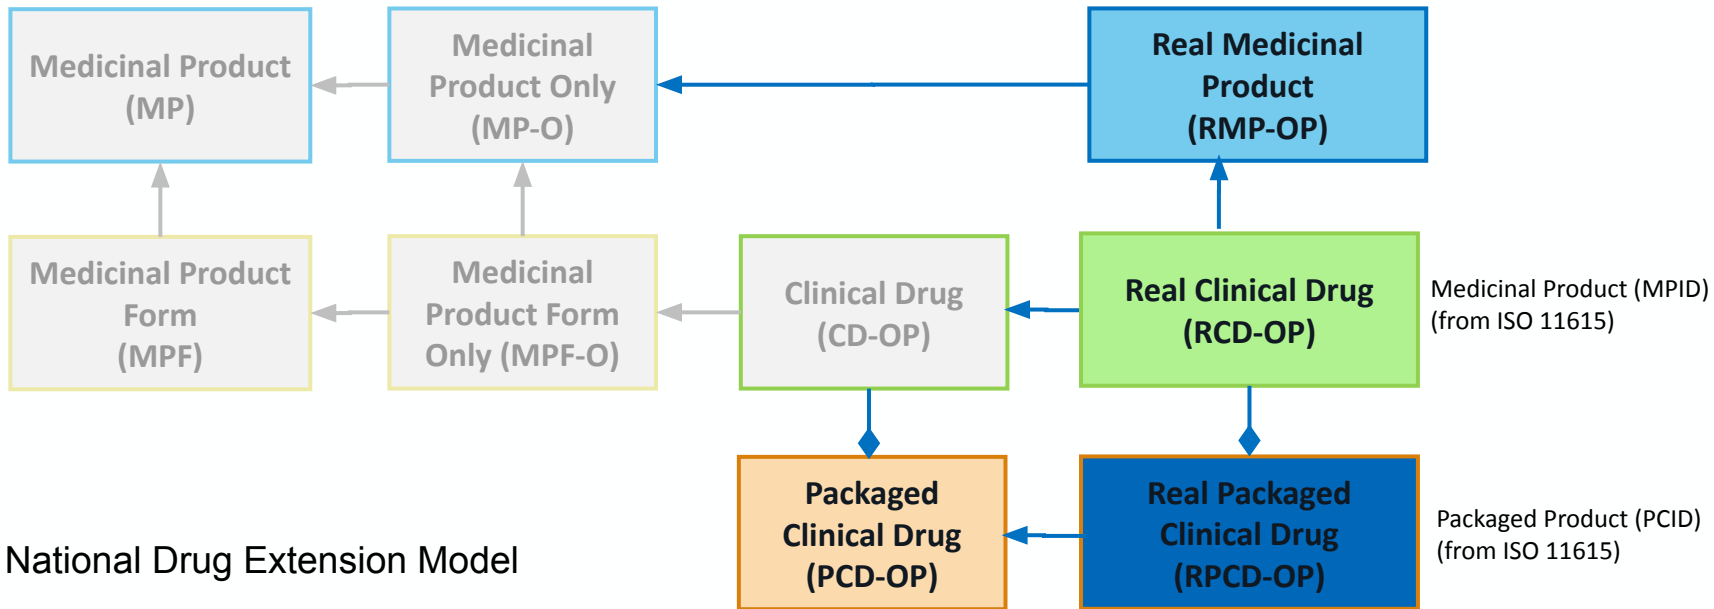 Medicinal Product
(MP)
Medicinal
Product Only
(MP-O)
Real Medicinal
Product
(RMP-OP)
Medicinal Product
Form
(MPF)
Medicinal
Product Form
Only (MPF-O)
Clinical Drug
(CD-OP)
Real Clinical Drug
(RCD-OP)
Medicinal Product (MPID)
(from ISO 11615)
Packaged
Clinical Drug
(PCD-OP)
Real Packaged
Clinical Drug
(RPCD-OP)
Packaged Product (PCID)
(from ISO 11615)
National Drug Extension Model